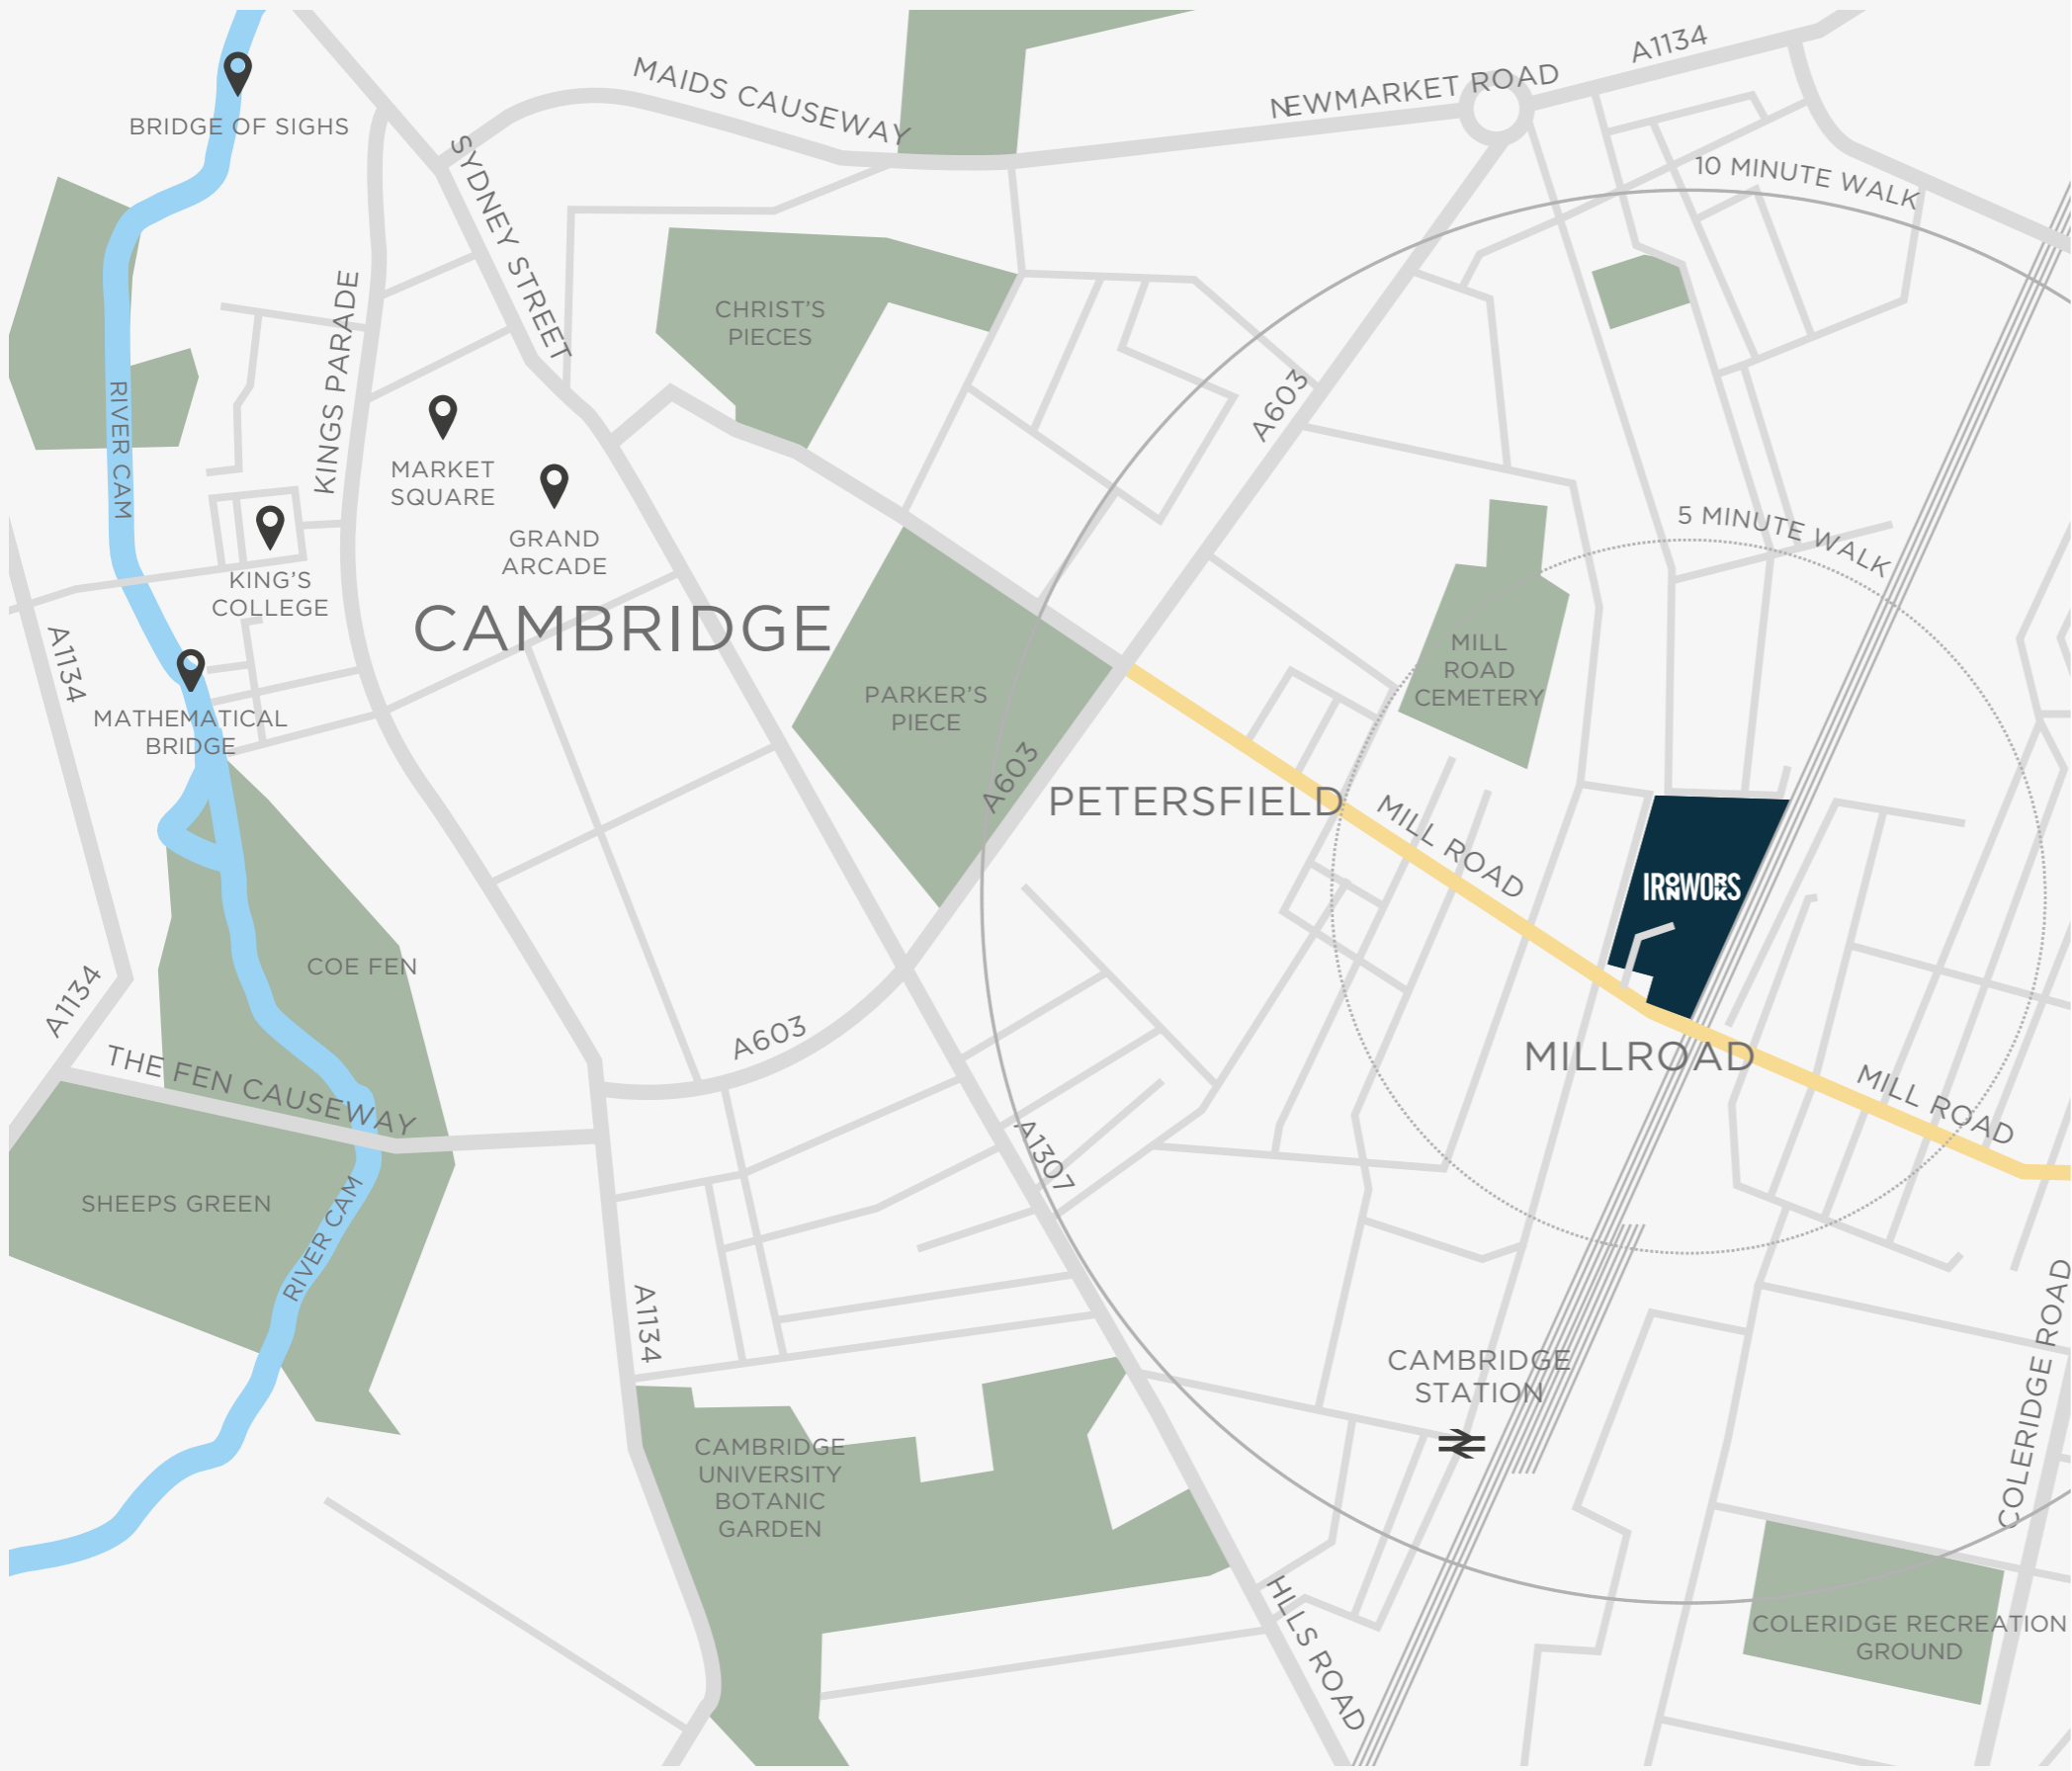 A1134
MAIDS CAUSEWAY
NEWMARKET ROAD
BRIDGE OF SIGHS
SYDNEY STREET
10 MINUTE WALK
KINGS PARADE
CHRIST'S
PIECES
RIVER CAM
A603
MARKET
SQUARE
GRAND
ARCADE
5 MINUTE WALK
KING'S
COLLEGE
CAMBRIDGE
A1134
MILL
ROAD
CEMETERY
PARKER'S
PIECE
MATHEMATICAL
BRIDGE
A603
PETERSFIELD
MILL ROAD
IRONWORKS
COE FEN
A1134
A603
THE FEN CAUSEWAY
MILLROAD
MILL ROAD
A1307
SHEEPS GREEN
RIVER CAM
A1134
COLERIDGE ROAD
CAMBRIDGE
STATION
CAMBRIDGE
UNIVERSITY
BOTANIC
GARDEN
HLLS ROAD
COLERIDGE RECREATION
GROUND